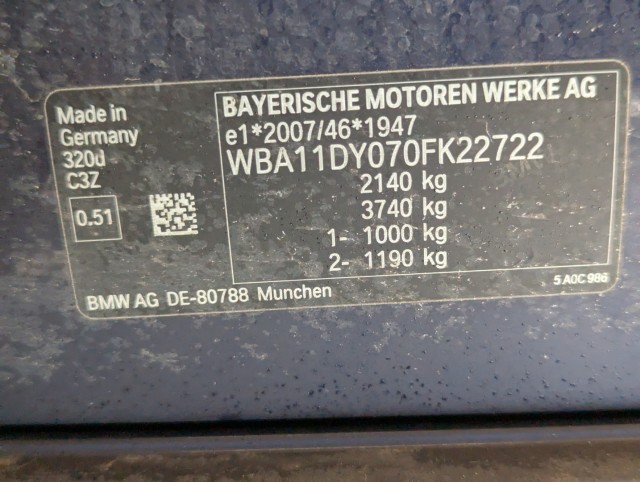 Made in
Germany
320d
C3Z
0.51
BAYERISCHE MOTOREN WERKE AG
e1*2007/46*1947
WBA11DY070FK22722
2140 kg
3740 kg
1- 1000 kg
2- 1190 kg
BMW AG DE-80788 Munchen
5 A0C 986